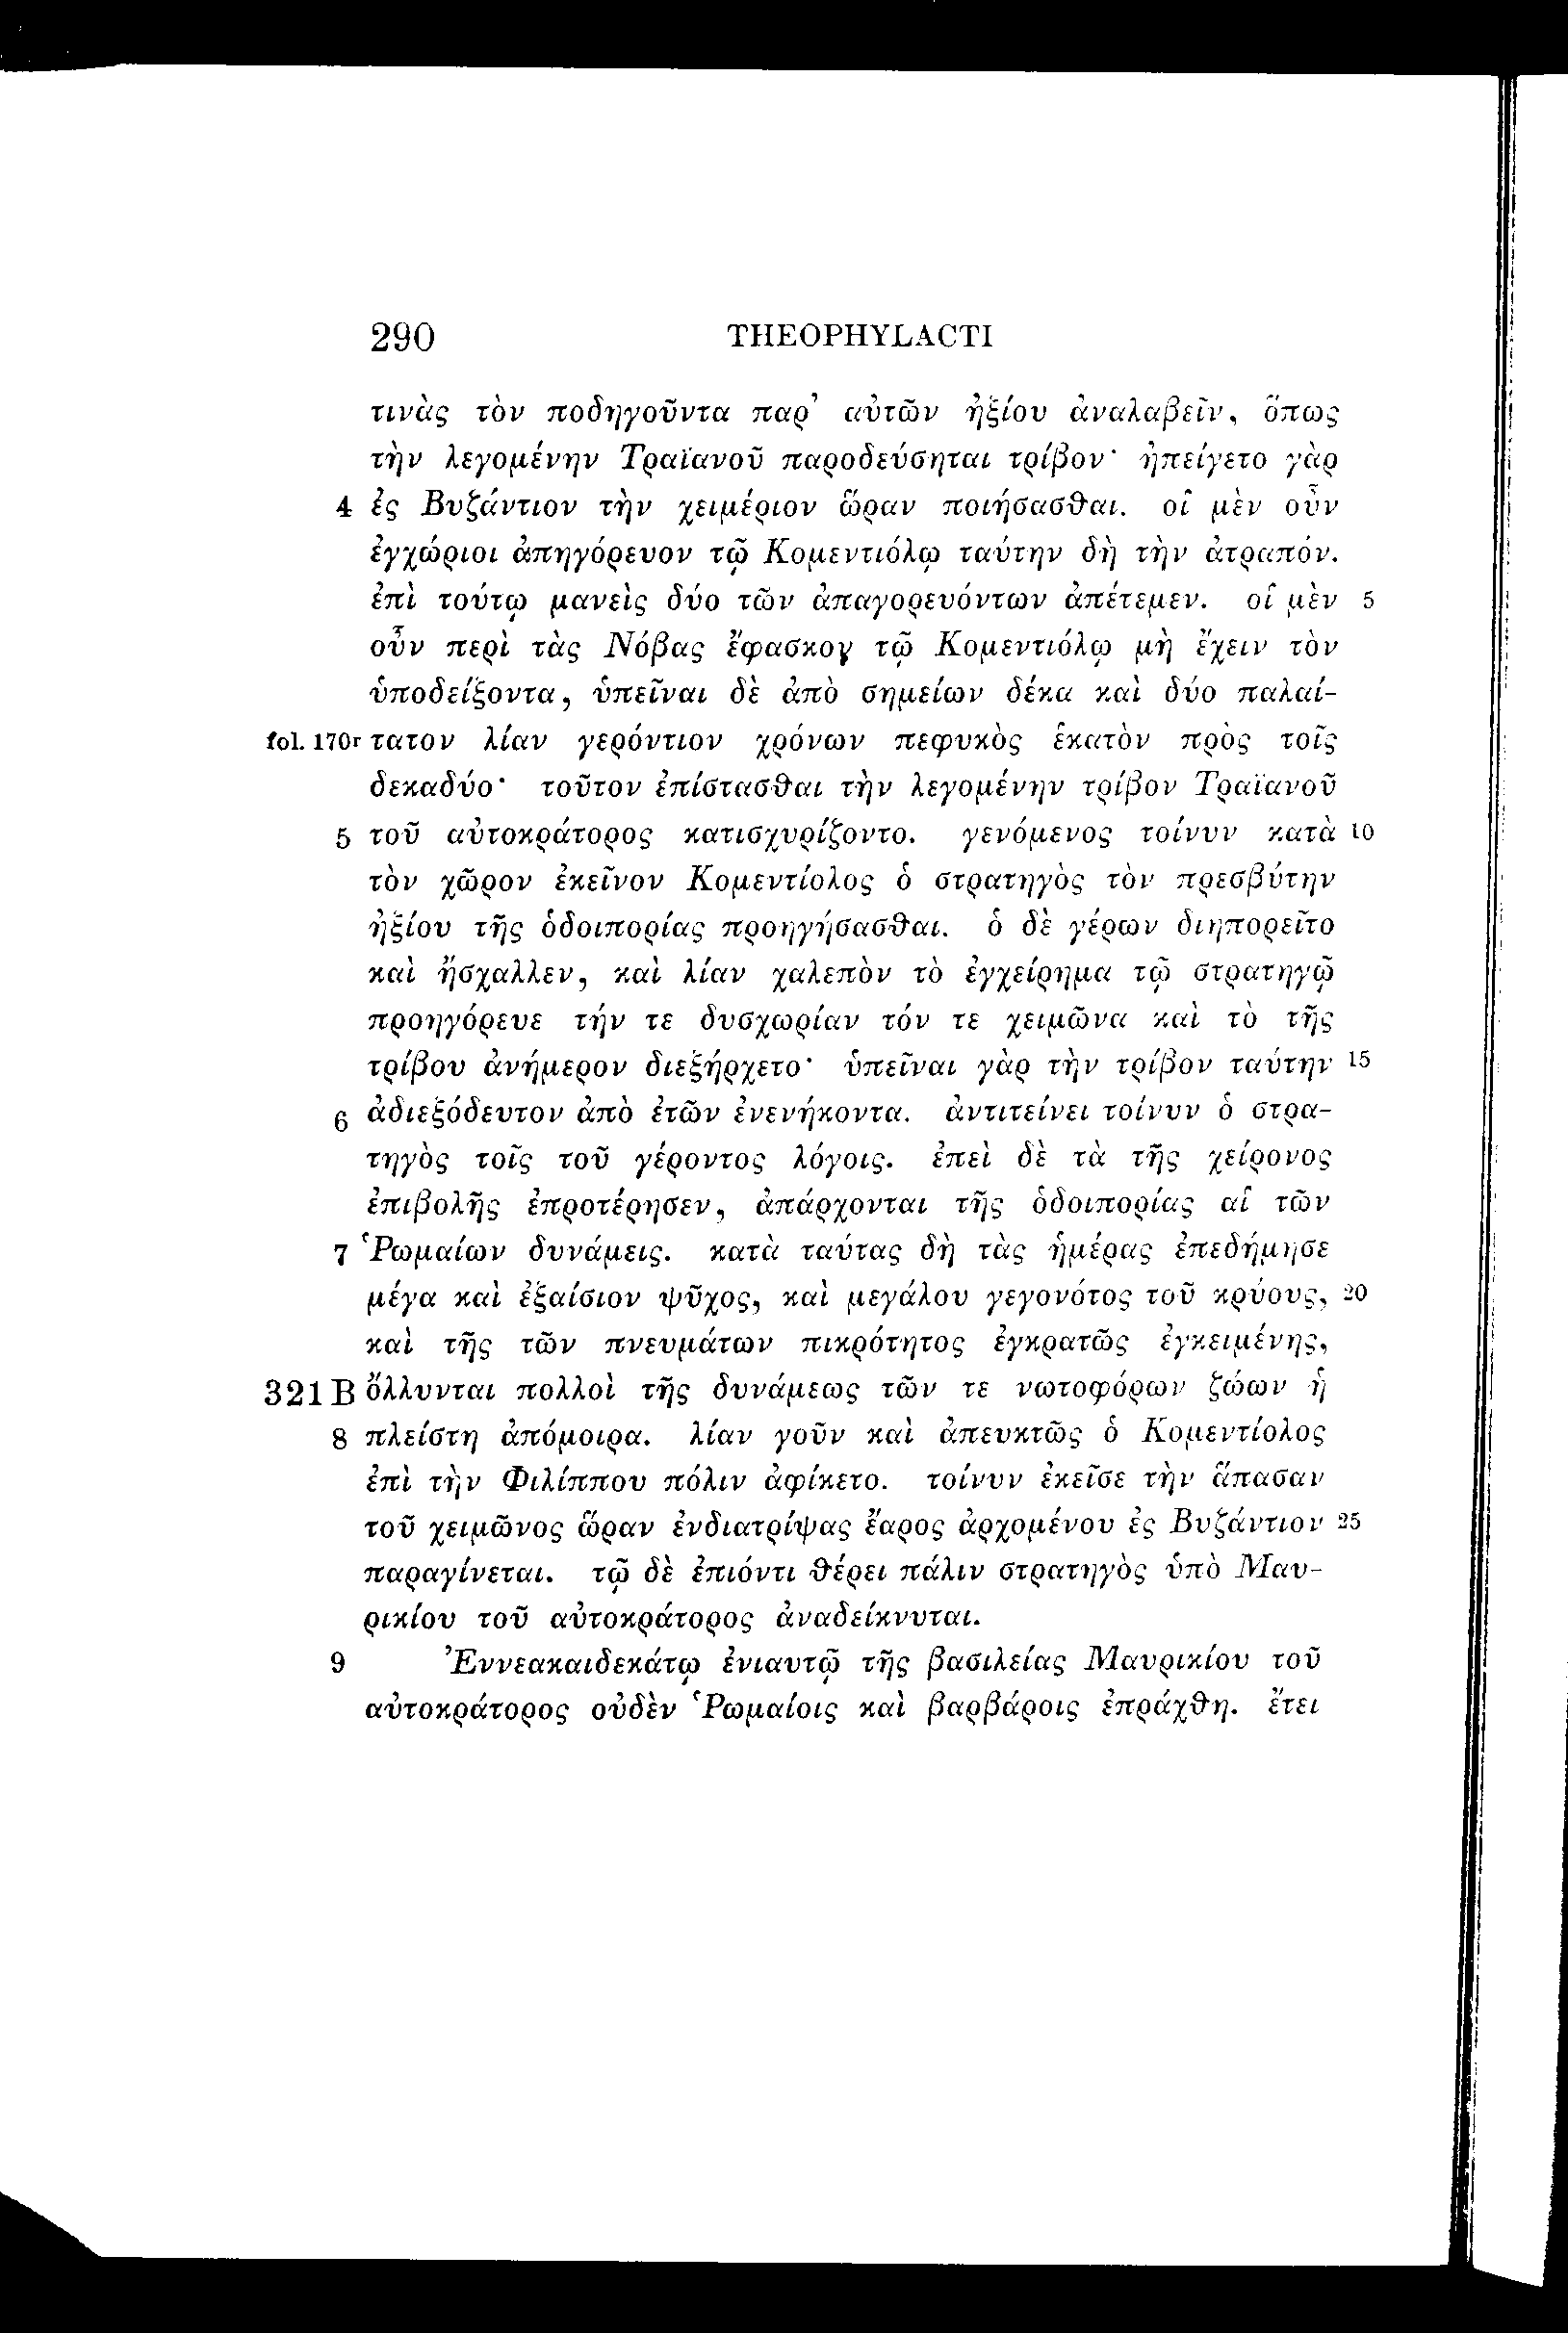 290 THEOPHYLACTI
τινὰς τὸν ποδηγοῦντα παρ’ αὐτῶν ἠξίου ἀναλαβεῖν, ὅπως
τὴν λεγομένην Τραϊανοῦ παροδεύσηται τρίβον· ἠπείγετο γὰρ
4 ἐς Βυζάντιον τὴν χειμέριον ὥραν ποιήσασθαι. οἱ μὲν οὖν
ἐγχώριοι ἀπηγόρευον τῷ Κομεντιόλῳ ταύτην δὴ τὴν ἀτραπόν.
ἐπὶ τούτῳ μανεὶς δύο τῶν ἀπαγορευόντων ἀπέτεμεν. οἱ μὲν 5
οὖν περὶ τὰς Νόβας ἔφασκον τῷ Κομεντιόλῳ μὴ ἔχειν τὸν
ὑποδείξοντα, ὑπεῖναι δὲ ἀπὸ σημείων δέκα καὶ δύο παλαί-
fol. 170r τατον λίαν γερόντιον χρόνων πεφυκὸς ἑκατὸν πρὸς τοῖς
δεκαδύο· τοῦτον ἐπίστασθαι τὴν λεγομένην τρίβον Τραϊανοῦ
5 τοῦ αὐτοκράτορος κατισχυρίζοντο. γενόμενος τοίνυν κατὰ 10
τὸν χῶρον ἐκεῖνον Κομεντίολος ὁ στρατηγὸς τὸν πρεσβύτην
ἠξίου τῆς ὁδοιπορίας προηγήσασθαι. ὁ δὲ γέρων διηπορεῖτο
καὶ ἤσχαλλεν, καὶ λίαν χαλεπὸν τὸ ἐγχείρημα τῷ στρατηγῷ
προηγόρευε τήν τε δυσχωρίαν τόν τε χειμῶνα καὶ τὸ τῆς
τρίβου ἀνήμερον διεξήρχετο· ὑπεῖναι γὰρ τὴν τρίβον ταύτην 15
6 ἀδιεξόδευτον ἀπὸ ἐτῶν ἐνενήκοντα. ἀντιτείνει τοίνυν ὁ στρα-
τηγὸς τοῖς τοῦ γέροντος λόγοις. ἐπεὶ δὲ τὰ τῆς χείρονος
ἐπιβολῆς ἐπροτέρησεν, ἀπάρχονται τῆς ὁδοιπορίας αἱ τῶν
7 Ῥωμαίων δυνάμεις. κατὰ ταύτας δὴ τὰς ἡμέρας ἐπεδήμησε
μέγα καὶ ἐξαίσιον ψῦχος, καὶ μεγάλου γεγονότος τοῦ κρύους, 20
καὶ τῆς τῶν πνευμάτων πικρότητος ἐγκρατῶς ἐγκειμένης,
321 B ὄλλυνται πολλοὶ τῆς δυνάμεως τῶν τε νωτοφόρων ζώων ἡ
8 πλείστη ἀπόμοιρα. λίαν γοῦν καὶ ἀπευκτῶς ὁ Κομεντίολος
ἐπὶ τὴν Φιλίππου πόλιν ἀφίκετο. τοίνυν ἐκεῖσε τὴν ἅπασαν
τοῦ χειμῶνος ὥραν ἐνδιατρίψας ἔαρος ἀρχομένου ἐς Βυζάντιον 25
παραγίνεται. τῷ δὲ ἐπιόντι θέρει πάλιν στρατηγὸς ὑπὸ Μαυ-
ρικίου τοῦ αὐτοκράτορος ἀναδείκνυται.
9 Ἐννεακαιδεκάτῳ ἐνιαυτῷ τῆς βασιλείας Μαυρικίου τοῦ
αὐτοκράτορος οὐδὲν Ῥωμαίοις καὶ βαρβάροις ἐπράχθη. ἔτει